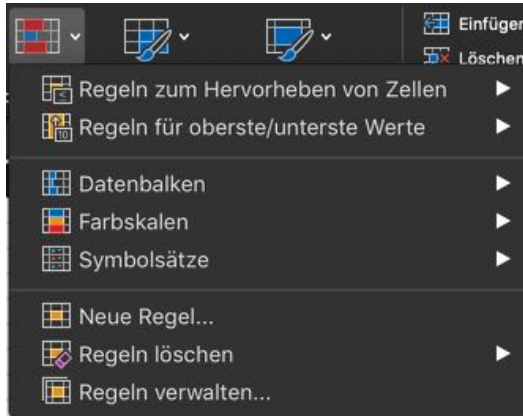 Einfügen
Löschen
Regeln zum Hervorheben von Zellen
Regeln für oberste/unterste Werte
Datenbalken
Farbskalen
Symbolsätze
Neue Regel...
Regeln löschen
Regeln verwalten...